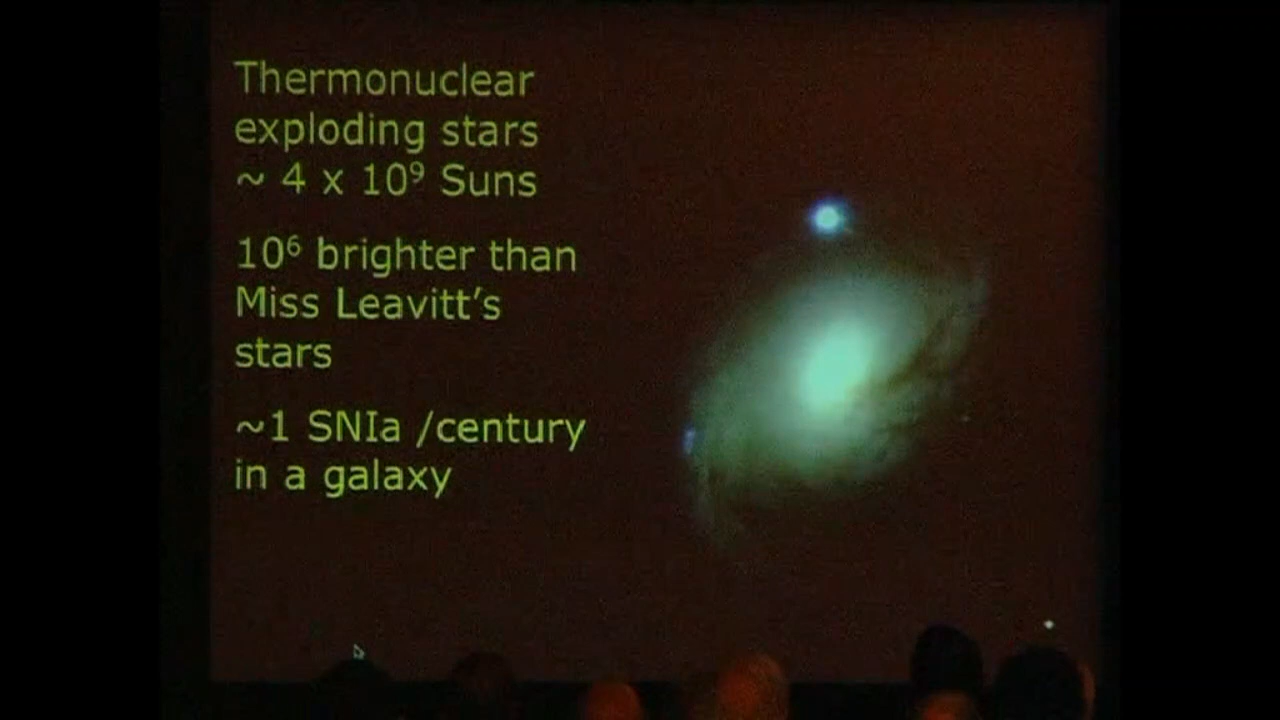 Thermonuclear
exploding stars
~ 4 x 10⁹ Suns
10⁶ brighter than
Miss Leavitt's
stars
~1 SNIa /century
in a galaxy